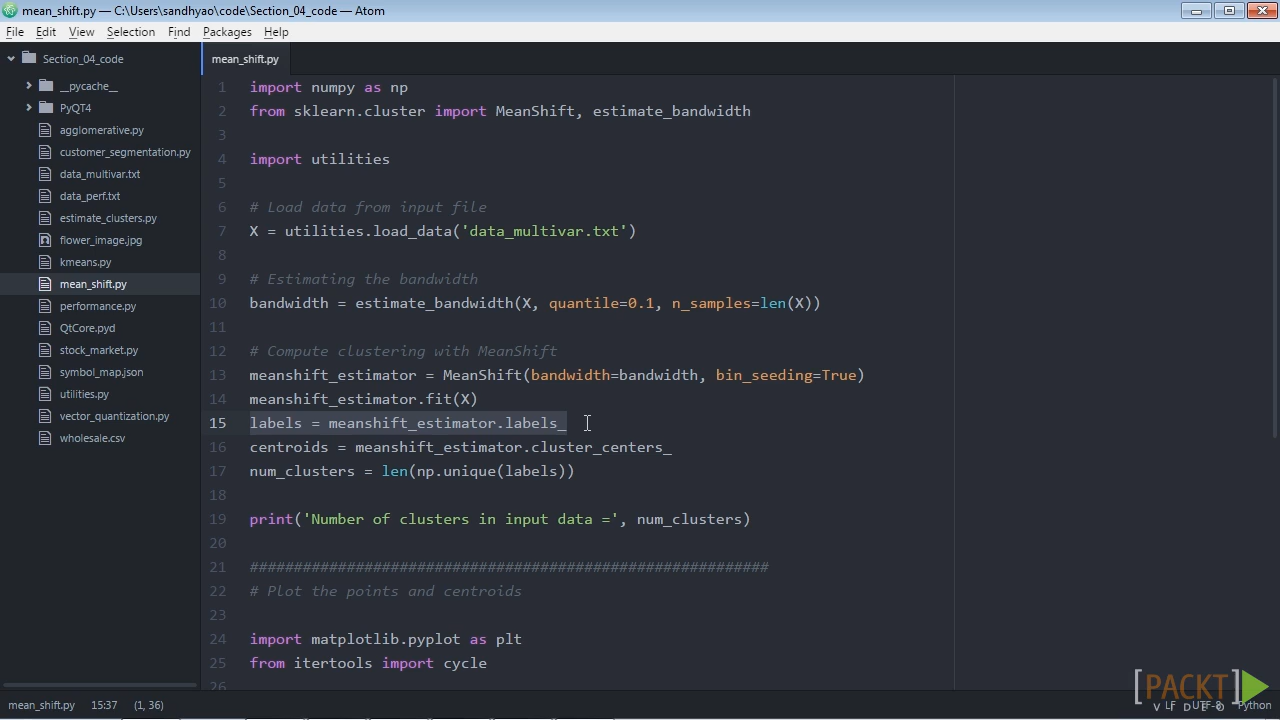 mean_shift.py — C:\Users\sandhyao\code\Section_04_code — Atom
File Edit View Selection Find Packages Help
Section_04_code
__pycache__
PyQT4
agglomerative.py
customer_segmentation.py
data_multivar.txt
data_perf.txt
estimate_clusters.py
flower_image.jpg
kmeans.py
mean_shift.py
performance.py
QtCore.pyd
stock_market.py
symbol_map.json
utilities.py
vector_quantization.py
wholesale.csv
mean_shift.py
1 import numpy as np
2 from sklearn.cluster import MeanShift, estimate_bandwidth
3
4 import utilities
5
6 # Load data from input file
7 X = utilities.load_data('data_multivar.txt')
8
9 # Estimating the bandwidth
10 bandwidth = estimate_bandwidth(X, quantile=0.1, n_samples=len(X))
11
12 # Compute clustering with MeanShift
13 meanshift_estimator = MeanShift(bandwidth=bandwidth, bin_seeding=True)
14 meanshift_estimator.fit(X)
15 labels = meanshift_estimator.labels_
16 centroids = meanshift_estimator.cluster_centers_
17 num_clusters = len(np.unique(labels))
18
19 print('Number of clusters in input data =', num_clusters)
20
21 ###########################################################
22 # Plot the points and centroids
23
24 import matplotlib.pyplot as plt
25 from itertools import cycle
26
mean_shift.py 15:37 (1, 36) LF UTF-8 Python
[PACKT]
VIDEO